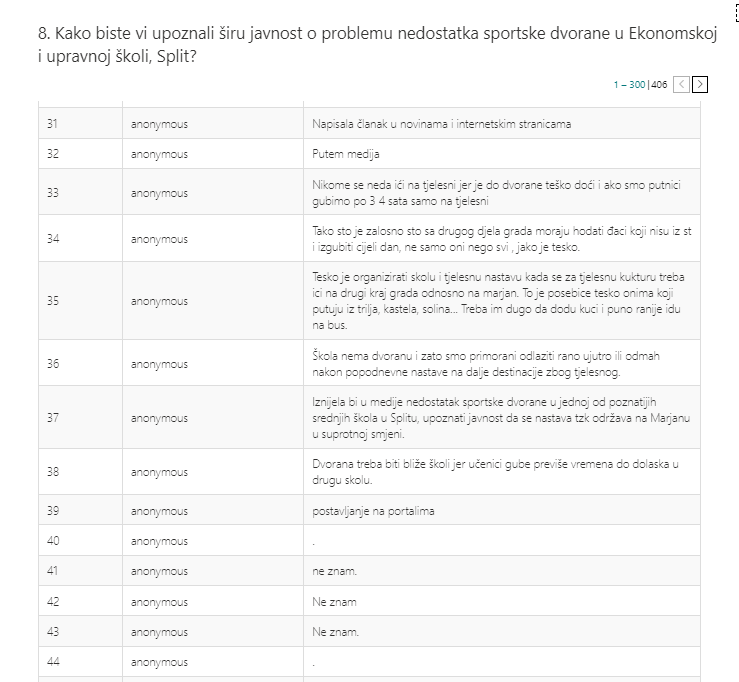 8. Kako biste vi upoznali širu javnost o problemu nedostatka sportske dvorane u Ekonomskoj
i upravnoj školi, Split?
1 – 300 | 406
31 anonymous Napisala članak u novinama i internetskim stranicama
32 anonymous Putem medija
33 anonymous Nikome se neda ići na tjelesni jer je do dvorane teško doći i ako smo putnici
gubimo po 3 4 sata samo na tjelesni
34 anonymous Tako sto je zalosno sto sa drugog djela grada moraju hodati đaci koji nisu iz st
i izgubiti cijeli dan, ne samo oni nego svi , jako je tesko.
35 anonymous Tesko je organizirati skolu i tjelesnu nastavu kada se za tjelesnu kukturu treba
ici na drugi kraj grada odnosno na marjan. To je posebice tesko onima koji
putuju iz trilja, kastela, solina... Treba im dugo da dodu kuci i puno ranije idu
na bus.
36 anonymous Škola nema dvoranu i zato smo primorani odlaziti rano ujutro ili odmah
nakon popodnevne nastave na dalje destinacije zbog tjelesnog.
37 anonymous Iznijela bi u medije nedostatak sportske dvorane u jednoj od poznatijih
srednjih škola u Splitu, upoznati javnost da se nastava tzk održava na Marjanu
u suprotnoj smjeni.
38 anonymous Dvorana treba biti bliže školi jer učenici gube previše vremena do dolaska u
drugu skolu.
39 anonymous postavljanje na portalima
40 anonymous .
41 anonymous ne znam.
42 anonymous Ne znam
43 anonymous Ne znam.
44 anonymous .